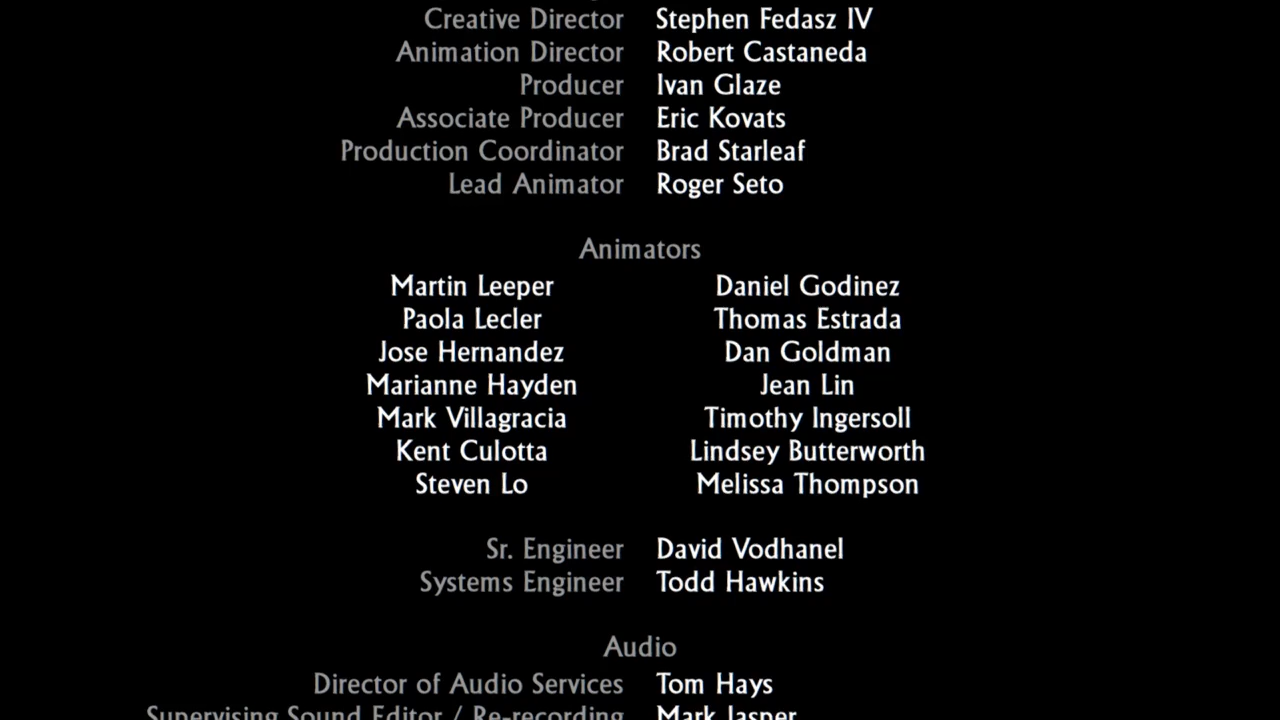 Creative Director Stephen Fedasz IV
Animation Director Robert Castaneda
Producer Ivan Glaze
Associate Producer Eric Kovats
Production Coordinator Brad Starleaf
Lead Animator Roger Seto
Animators
Martin Leeper Daniel Godinez
Paola Lecler Thomas Estrada
Jose Hernandez Dan Goldman
Marianne Hayden Jean Lin
Mark Villagracia Timothy Ingersoll
Kent Culotta Lindsey Butterworth
Steven Lo Melissa Thompson
Sr. Engineer David Vodhanel
Systems Engineer Todd Hawkins
Audio
Director of Audio Services Tom Hays
Supervising Sound Editor / Re-recording Mark Jasper